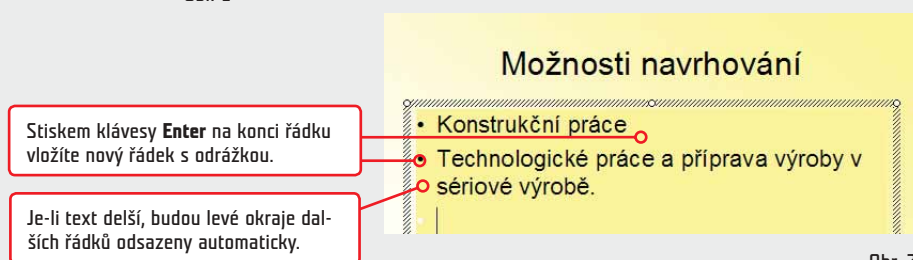 Možnosti navrhování
Stiskem klávesy Enter na konci řádku
vložíte nový řádek s odrážkou.
• Konstrukční práce
• Technologické práce a příprava výroby v
sériové výrobě.
Je-li text delší, budou levé okraje dal-
ších řádků odsazeny automaticky.